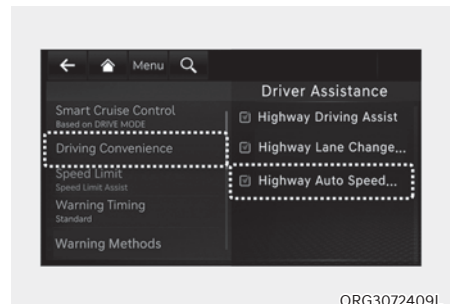 Menu
Driver Assistance
Smart Cruise Control
Based on DRIVE MODE
Driving Convenience
Speed Limit
Speed Limit Assist
Warning Timing
Standard
Warning Methods
Highway Driving Assist
Highway Lane Change...
Highway Auto Speed...
ORG3072409L